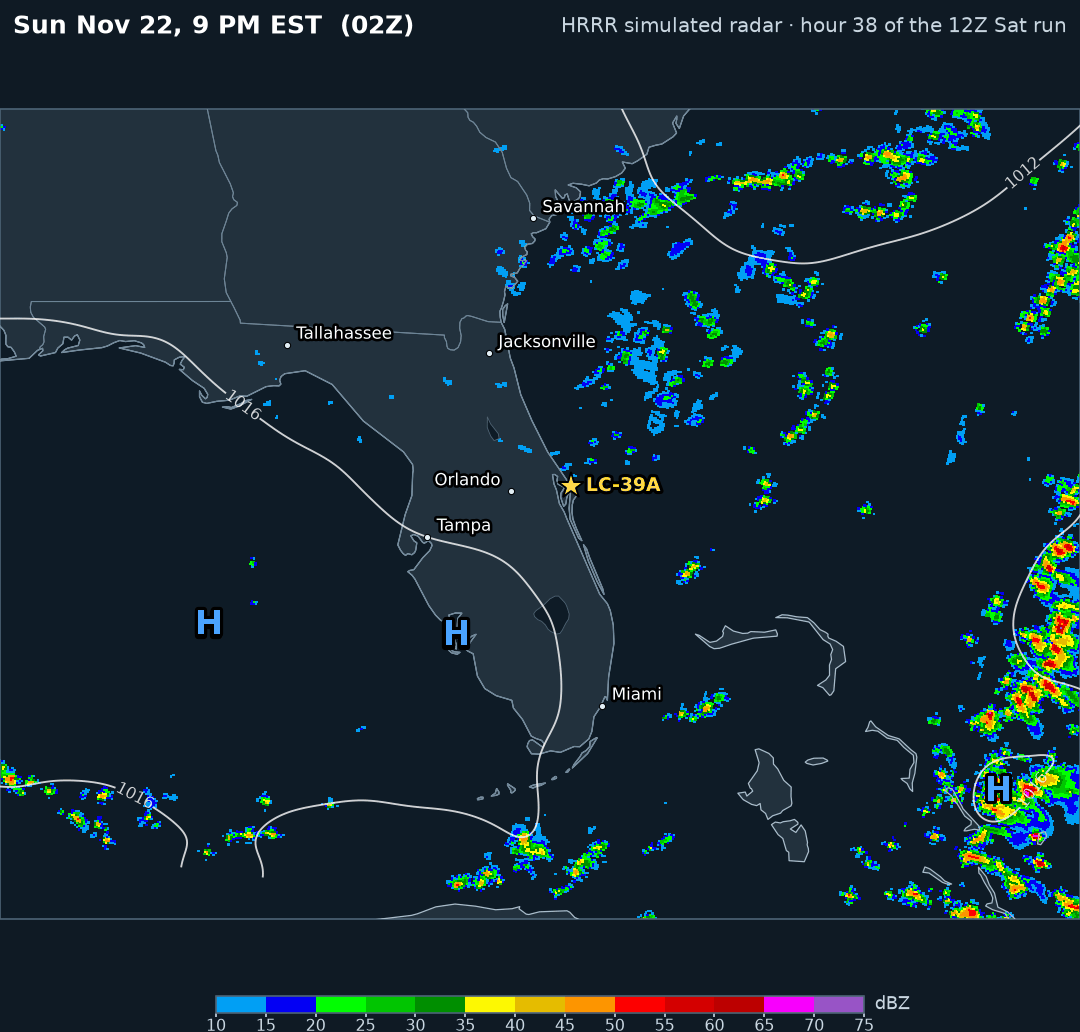 Sun Nov 22, 9 PM EST (02Z)
HRRR simulated radar · hour 38 of the 12Z Sat run
1012
Savannah
Tallahassee
Jacksonville
1016
Orlando
LC-39A
Tampa
H
H
Miami
1016
H
dBZ
10 15 20 25 30 35 40 45 50 55 60 65 70 75